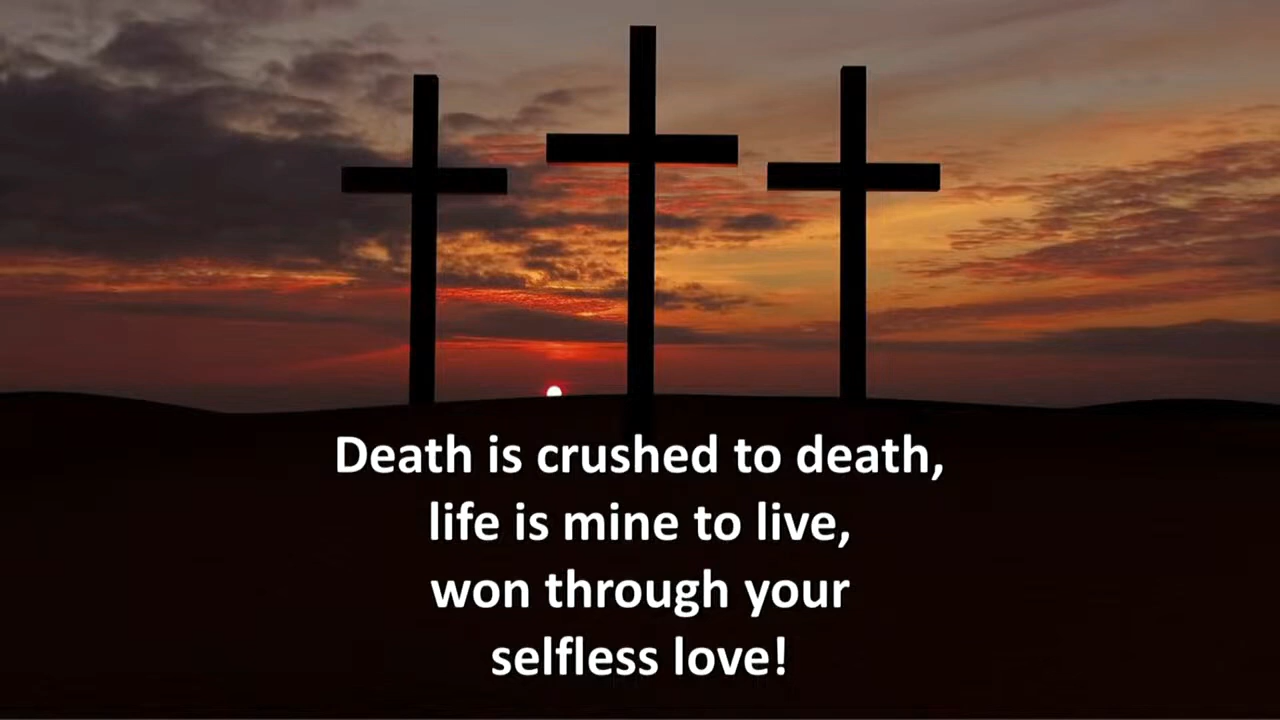 Death is crushed to death,
life is mine to live,
won through your
selfless love!